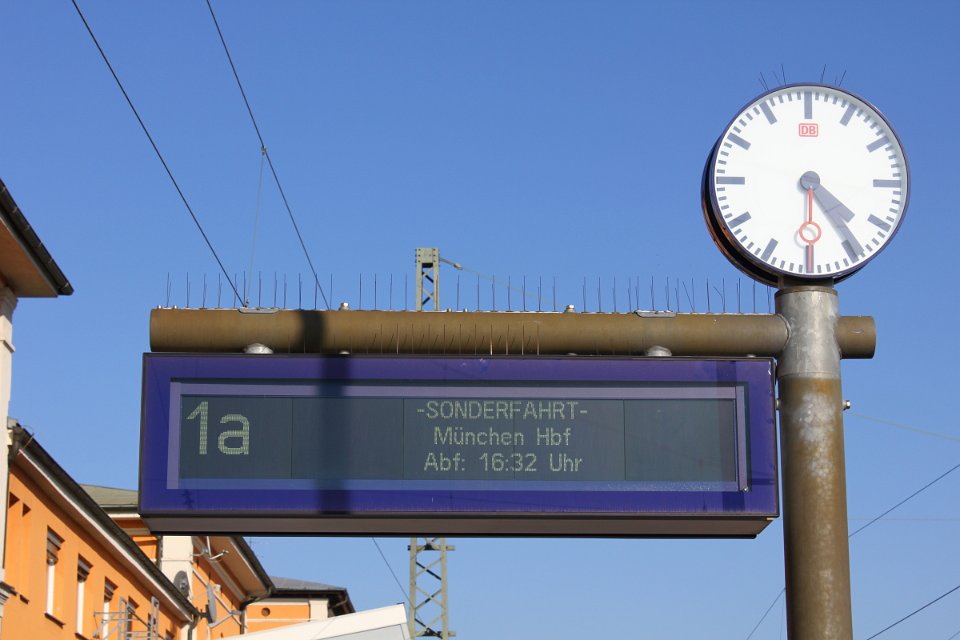 DB
1a
-SONDERFAHRT-
München Hbf
Abf: 16:32 Uhr